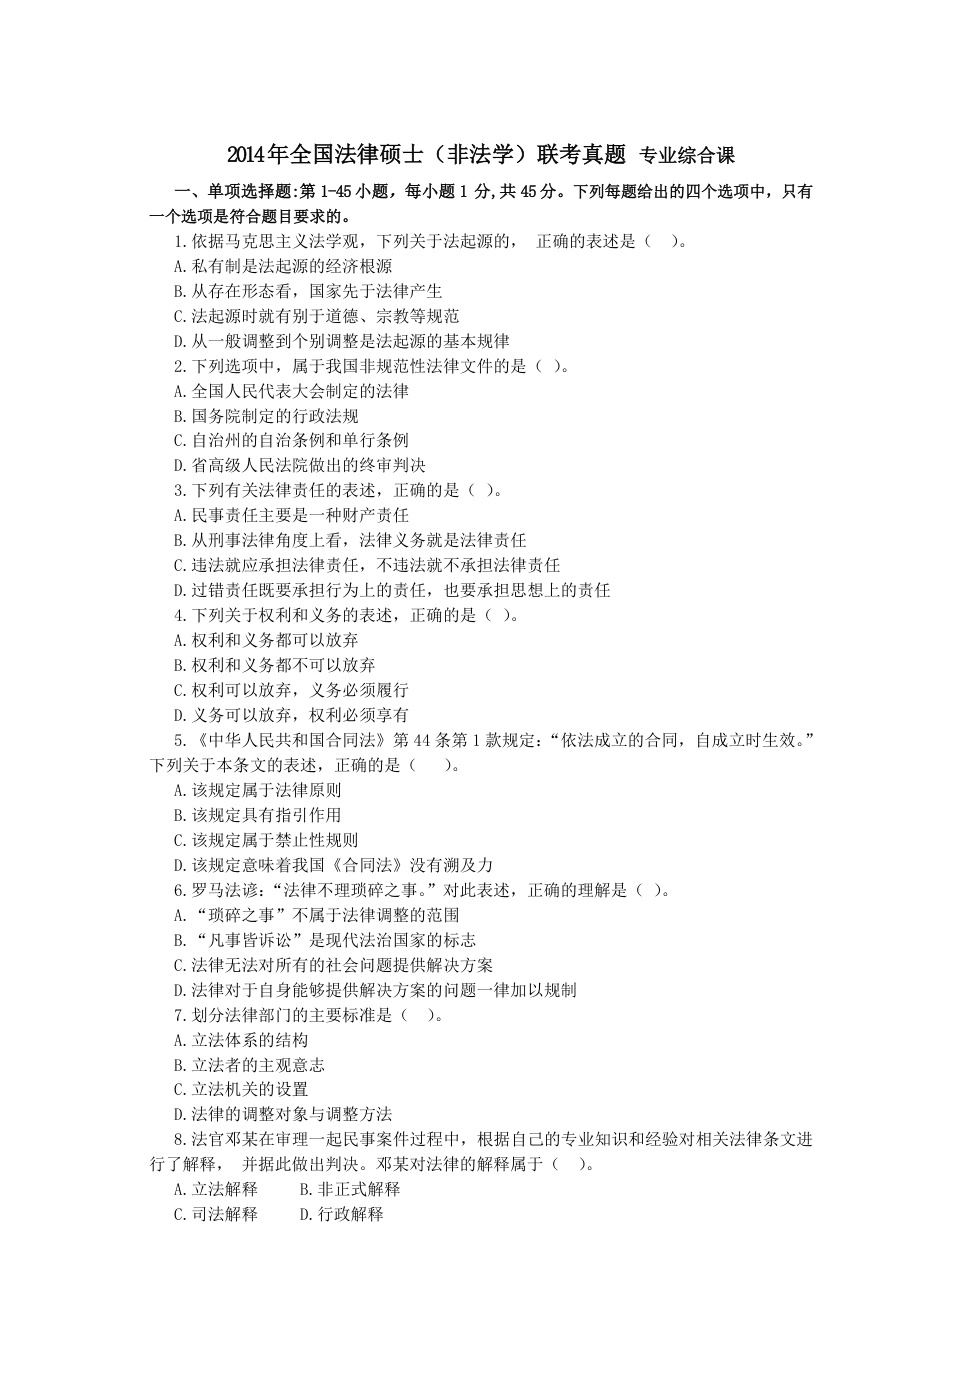 2014年全国法律硕士（非法学）联考真题 专业综合课
一、单项选择题:第 1-45 小题，每小题 1 分,共 45 分。下列每题给出的四个选项中，只有
一个选项是符合题目要求的。
1.依据马克思主义法学观，下列关于法起源的， 正确的表述是（ ）。
A.私有制是法起源的经济根源
B.从存在形态看，国家先于法律产生
C.法起源时就有别于道德、宗教等规范
D.从一般调整到个别调整是法起源的基本规律
2.下列选项中，属于我国非规范性法律文件的是（ ）。
A.全国人民代表大会制定的法律
B.国务院制定的行政法规
C.自治州的自治条例和单行条例
D.省高级人民法院做出的终审判决
3.下列有关法律责任的表述，正确的是（ ）。
A.民事责任主要是一种财产责任
B.从刑事法律角度上看，法律义务就是法律责任
C.违法就应承担法律责任，不违法就不承担法律责任
D.过错责任既要承担行为上的责任，也要承担思想上的责任
4.下列关于权利和义务的表述，正确的是（ ）。
A.权利和义务都可以放弃
B.权利和义务都不可以放弃
C.权利可以放弃，义务必须履行
D.义务可以放弃，权利必须享有
5.《中华人民共和国合同法》第 44 条第 1 款规定：“依法成立的合同，自成立时生效。”
下列关于本条文的表述，正确的是（ ）。
A.该规定属于法律原则
B.该规定具有指引作用
C.该规定属于禁止性规则
D.该规定意味着我国《合同法》没有溯及力
6.罗马法谚：“法律不理琐碎之事。”对此表述，正确的理解是（ ）。
A.“琐碎之事”不属于法律调整的范围
B.“凡事皆诉讼”是现代法治国家的标志
C.法律无法对所有的社会问题提供解决方案
D.法律对于自身能够提供解决方案的问题一律加以规制
7.划分法律部门的主要标准是（ ）。
A.立法体系的结构
B.立法者的主观意志
C.立法机关的设置
D.法律的调整对象与调整方法
8.法官邓某在审理一起民事案件过程中，根据自己的专业知识和经验对相关法律条文进
行了解释， 并据此做出判决。邓某对法律的解释属于（ ）。
A.立法解释 B.非正式解释
C.司法解释 D.行政解释